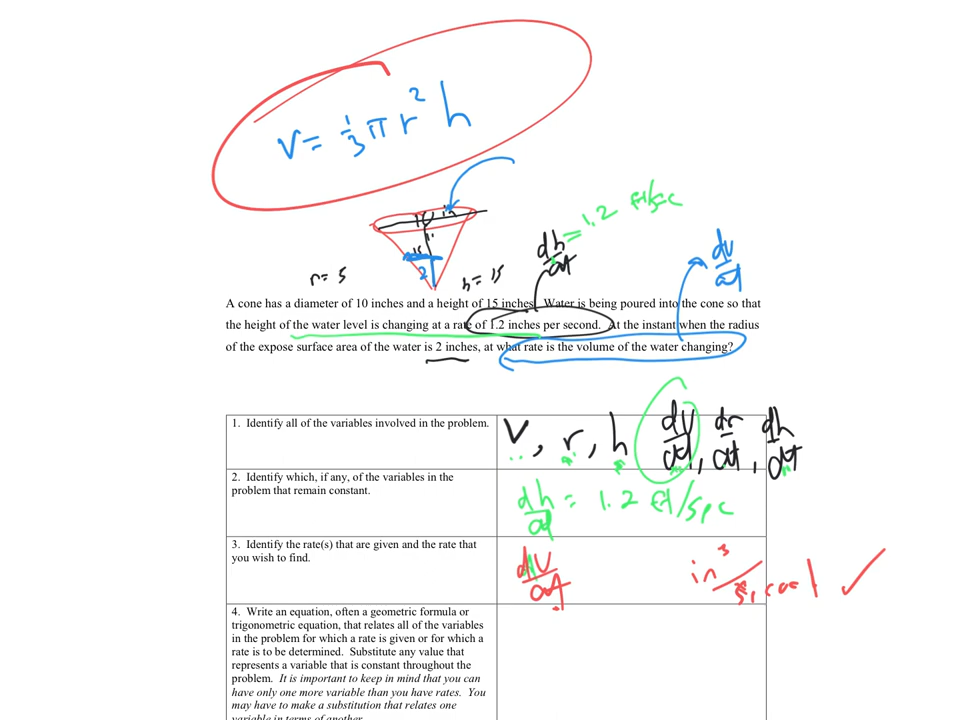 V = 1/3 π r² h
10 in
15
2
r = 5
h = 15
dh/dt = 1.2 ft/sec
dV/dt
A cone has a diameter of 10 inches and a height of 15 inches. Water is being poured into the cone so that
the height of the water level is changing at a rate of 1.2 inches per second. At the instant when the radius
of the expose surface area of the water is 2 inches, at what rate is the volume of the water changing?
1. Identify all of the variables involved in the problem.
V, r, h dV/dt, dr/dt, dh/dt
2. Identify which, if any, of the variables in the
problem that remain constant.
dh/dt = 1.2 ft/sec
3. Identify the rate(s) that are given and the rate that
you wish to find.
dV/dt in³/second ✓
4. Write an equation, often a geometric formula or
trigonometric equation, that relates all of the variables
in the problem for which a rate is given or for which a
rate is to be determined. Substitute any value that
represents a variable that is constant throughout the
problem. It is important to keep in mind that you can
have only one more variable than you have rates. You
may have to make a substitution that relates one
variable in terms of another.